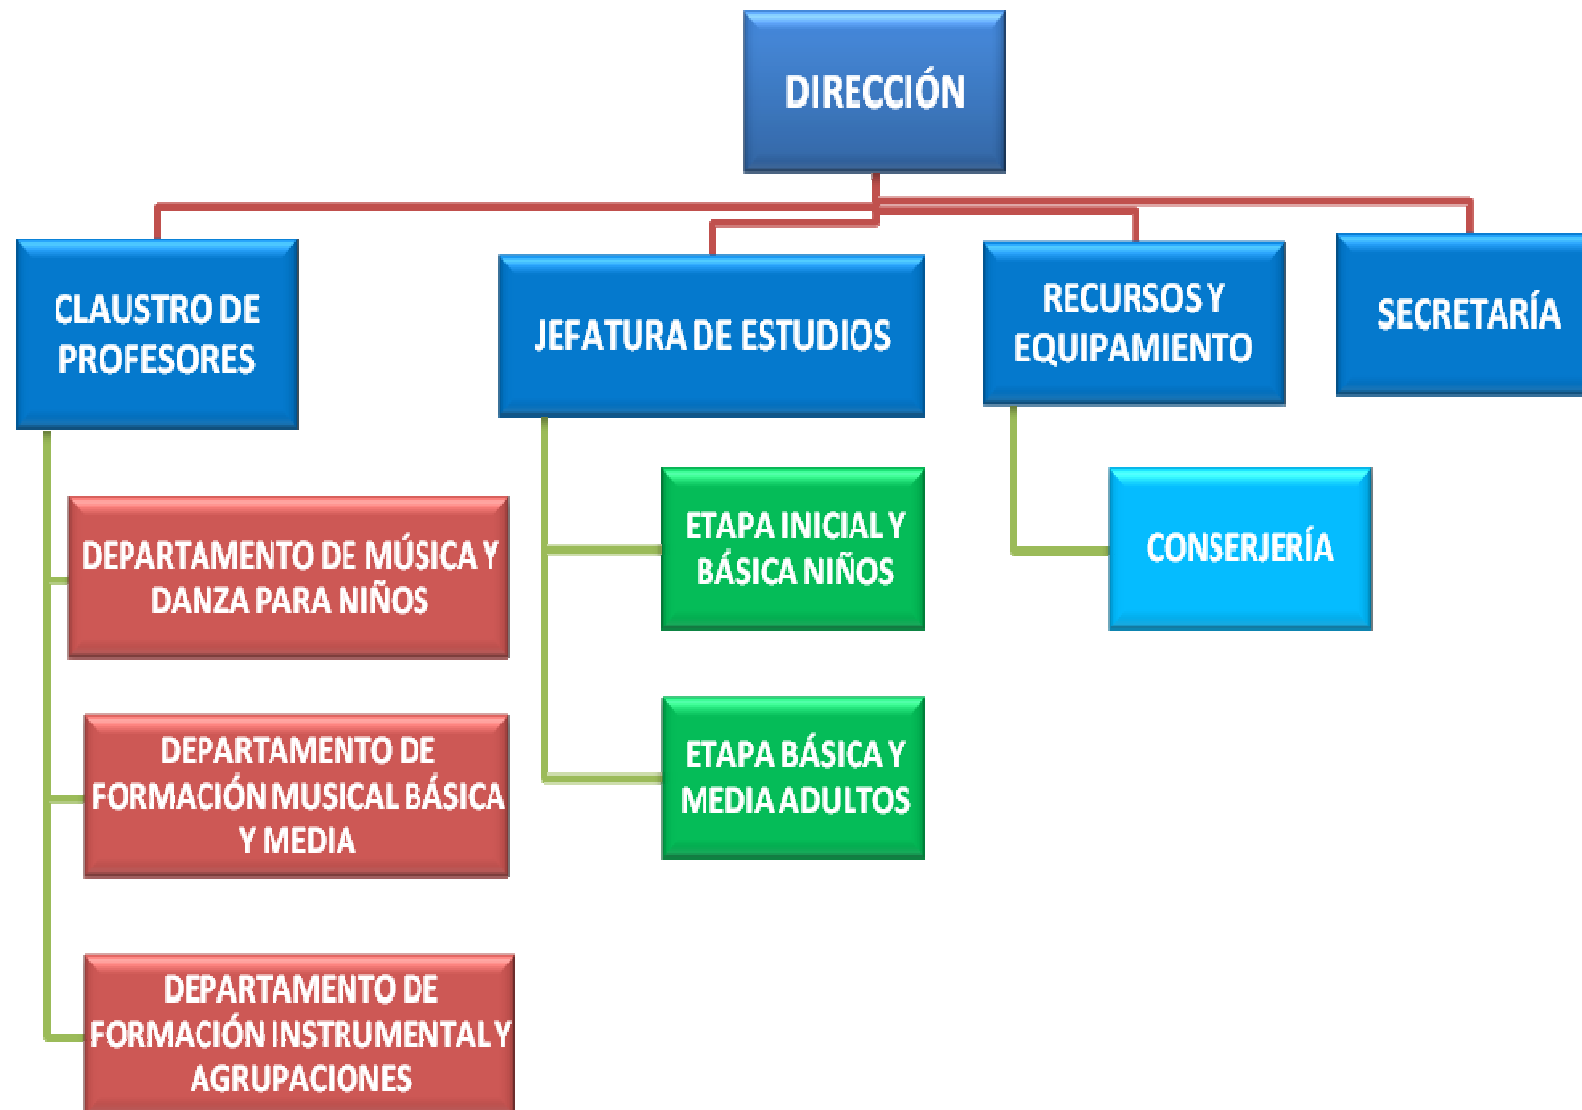 DIRECCIÓN
CLAUSTRO DE
PROFESORES
JEFATURA DE ESTUDIOS
RECURSOS Y
EQUIPAMIENTO
SECRETARÍA
DEPARTAMENTO DE MÚSICA Y
DANZA PARA NIÑOS
DEPARTAMENTO DE
FORMACIÓN MUSICAL BÁSICA
Y MEDIA
DEPARTAMENTO DE
FORMACIÓN INSTRUMENTAL Y
AGRUPACIONES
ETAPA INICIAL Y
BÁSICA NIÑOS
ETAPA BÁSICA Y
MEDIA ADULTOS
CONSERJERÍA